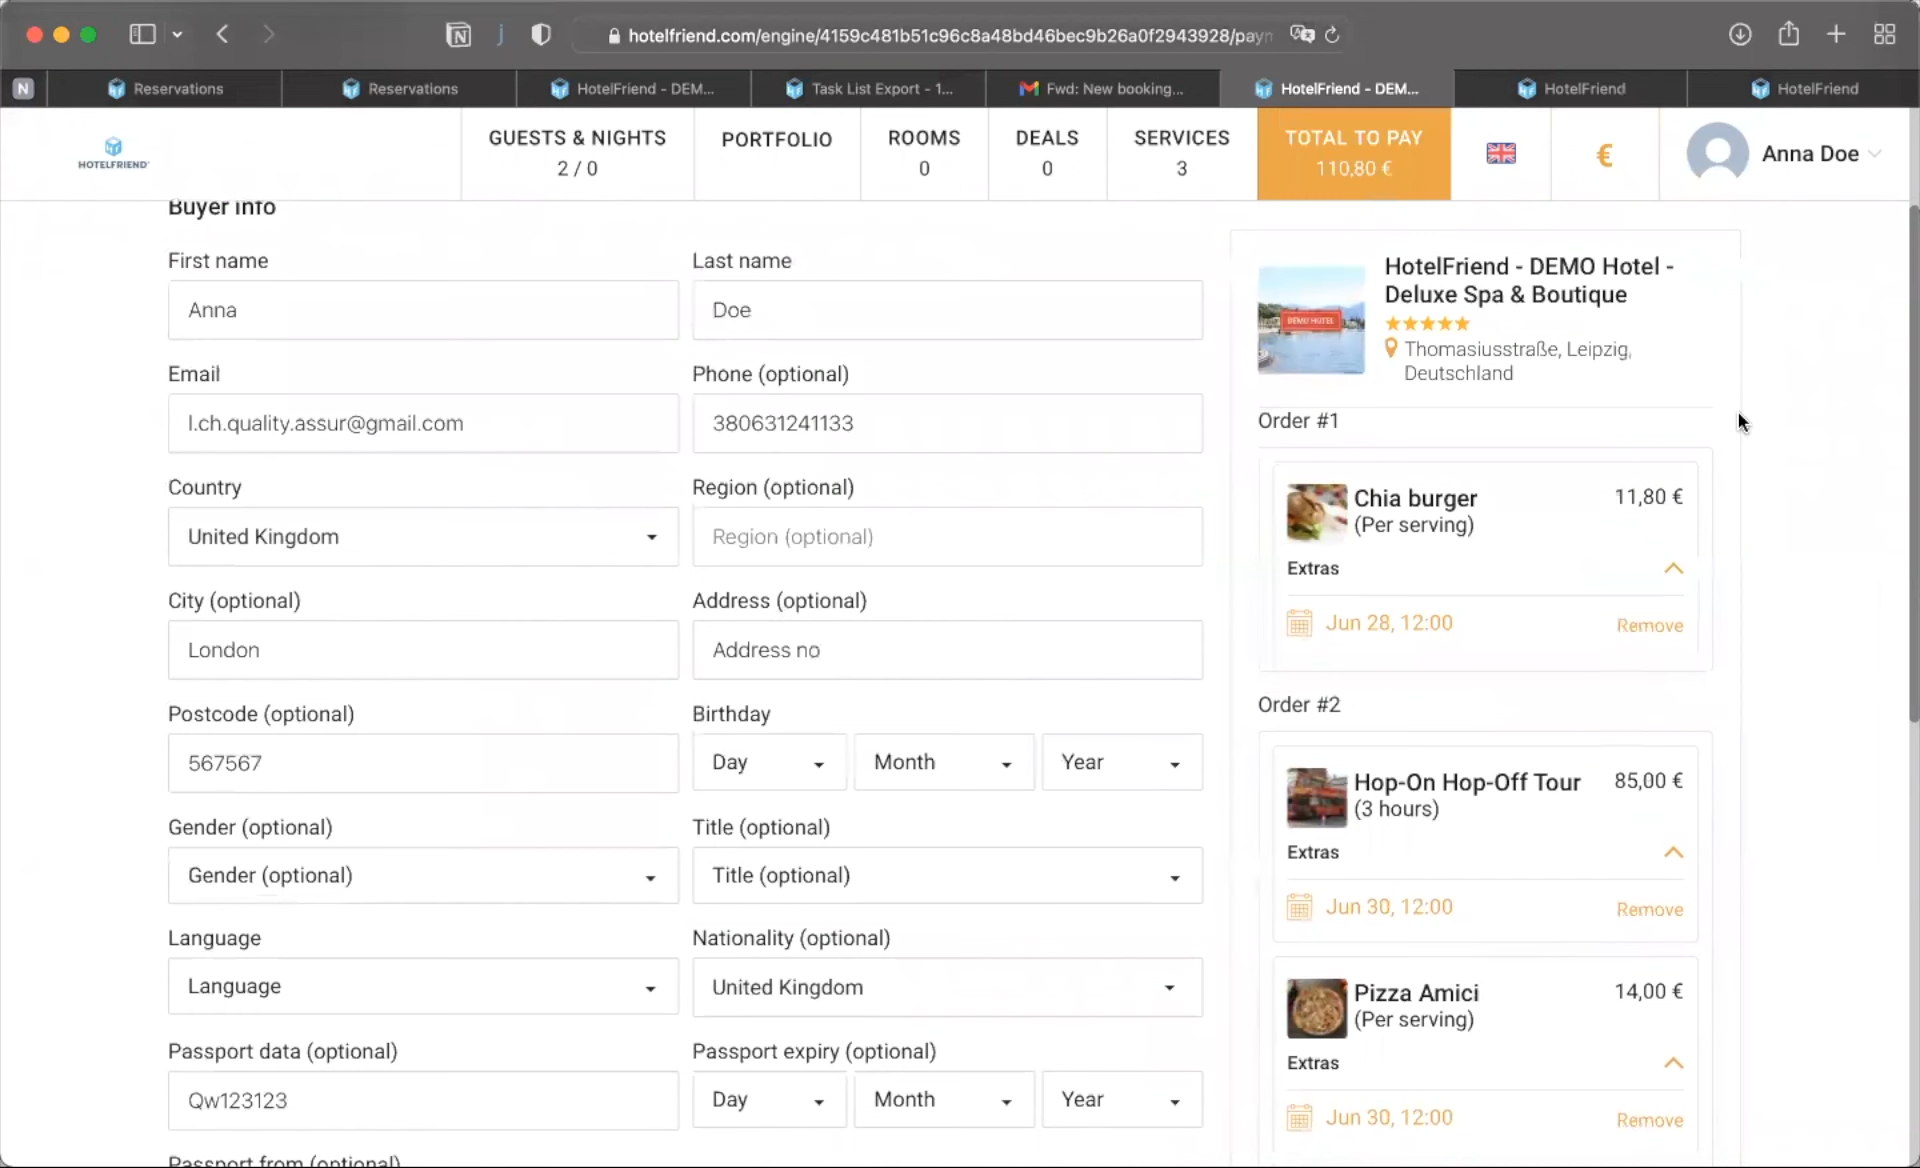 hotelfriend.com/engine/4159c481b51c96c8a48bd46bec9b26a0f2943928/paym
N
Reservations
Reservations
HotelFriend - DEM...
Task List Export - 1...
Fwd: New booking...
HotelFriend - DEM...
HotelFriend
HotelFriend
HOTELFRIEND
GUESTS & NIGHTS
2 / 0
PORTFOLIO
ROOMS
0
DEALS
0
SERVICES
3
TOTAL TO PAY
110,80 €
€
Anna Doe
Buyer info
First name
Last name
Anna
Doe
Email
Phone (optional)
l.ch.quality.assur@gmail.com
380631241133
Country
Region (optional)
United Kingdom
Region (optional)
City (optional)
Address (optional)
London
Address no
Postcode (optional)
Birthday
567567
Day
Month
Year
Gender (optional)
Title (optional)
Gender (optional)
Title (optional)
Language
Nationality (optional)
Language
United Kingdom
Passport data (optional)
Passport expiry (optional)
Qw123123
Day
Month
Year
Passport from (optional)
DEMO HOTEL
HotelFriend - DEMO Hotel -
Deluxe Spa & Boutique
Thomasiusstraße, Leipzig,
Deutschland
Order #1
Chia burger
11,80 €
(Per serving)
Extras
Jun 28, 12:00
Remove
Order #2
Hop-On Hop-Off Tour
85,00 €
(3 hours)
Extras
Jun 30, 12:00
Remove
Pizza Amici
14,00 €
(Per serving)
Extras
Jun 30, 12:00
Remove